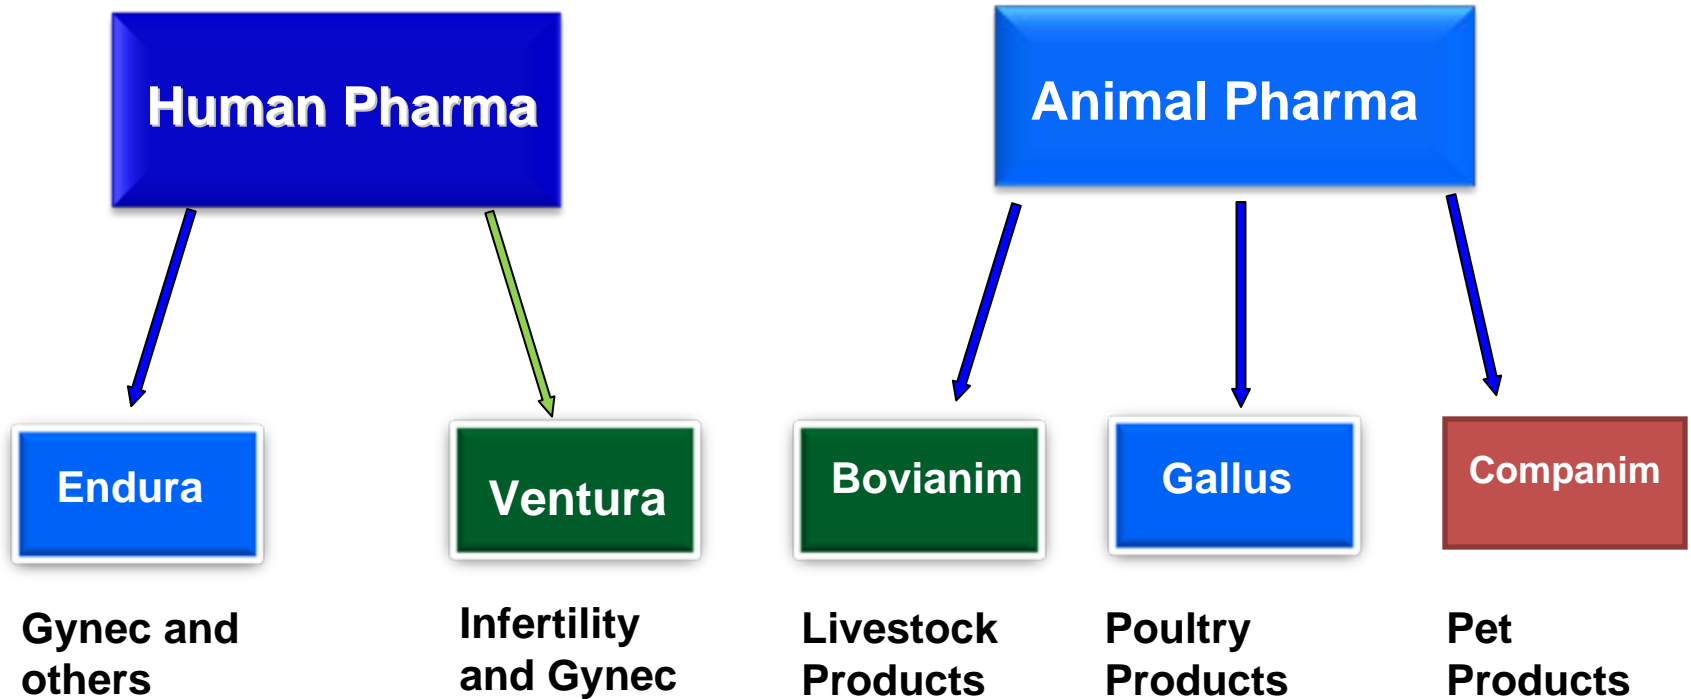 Human Pharma
Animal Pharma
Endura
Ventura
Bovianim
Gallus
Companim
Gynec and
others
Infertility
and Gynec
Livestock
Products
Poultry
Products
Pet
Products